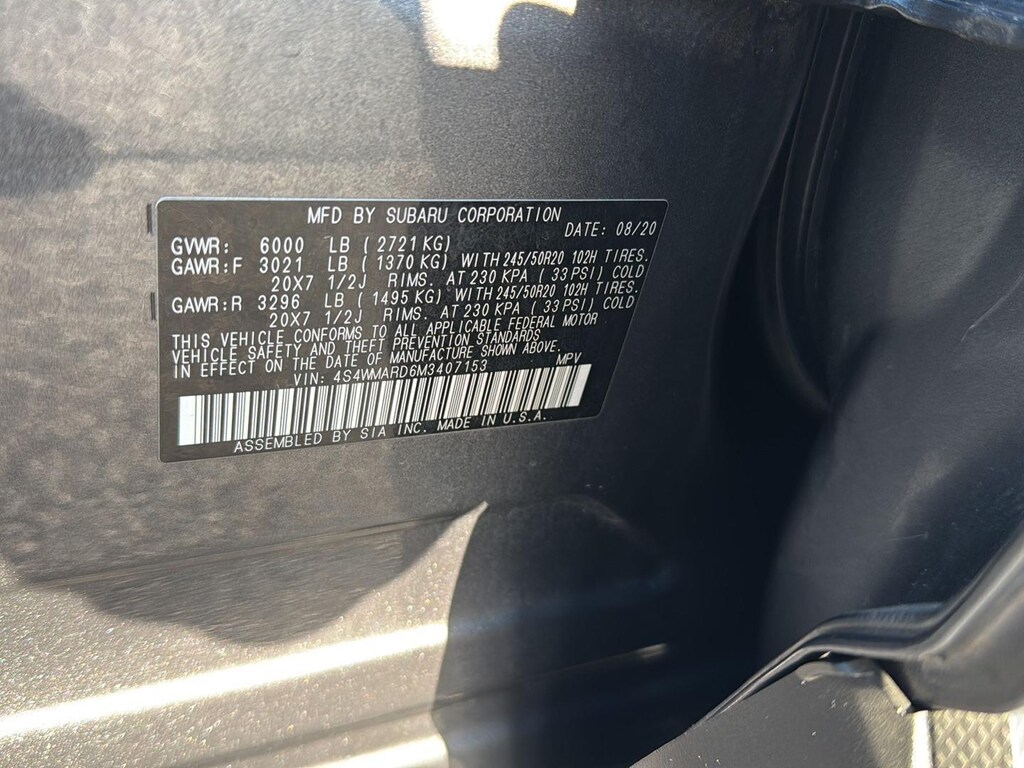 MFD BY SUBARU CORPORATION
DATE: 08/20
GVWR: 6000 LB ( 2721 KG)
GAWR:F 3021 LB ( 1370 KG) WITH 245/50R20 102H TIRES.
20X7 1/2J RIMS. AT 230 KPA ( 33 PSI) COLD
GAWR:R 3296 LB ( 1495 KG) WITH 245/50R20 102H TIRES.
20X7 1/2J RIMS. AT 230 KPA ( 33 PSI) COLD
THIS VEHICLE CONFORMS TO ALL APPLICABLE FEDERAL MOTOR
VEHICLE SAFETY AND THEFT PREVENTION STANDARDS
IN EFFECT ON THE DATE OF MANUFACTURE SHOWN ABOVE.
VIN: 4S4WMARD6M3407153 MPV
ASSEMBLED BY SIA INC. MADE IN U.S.A.